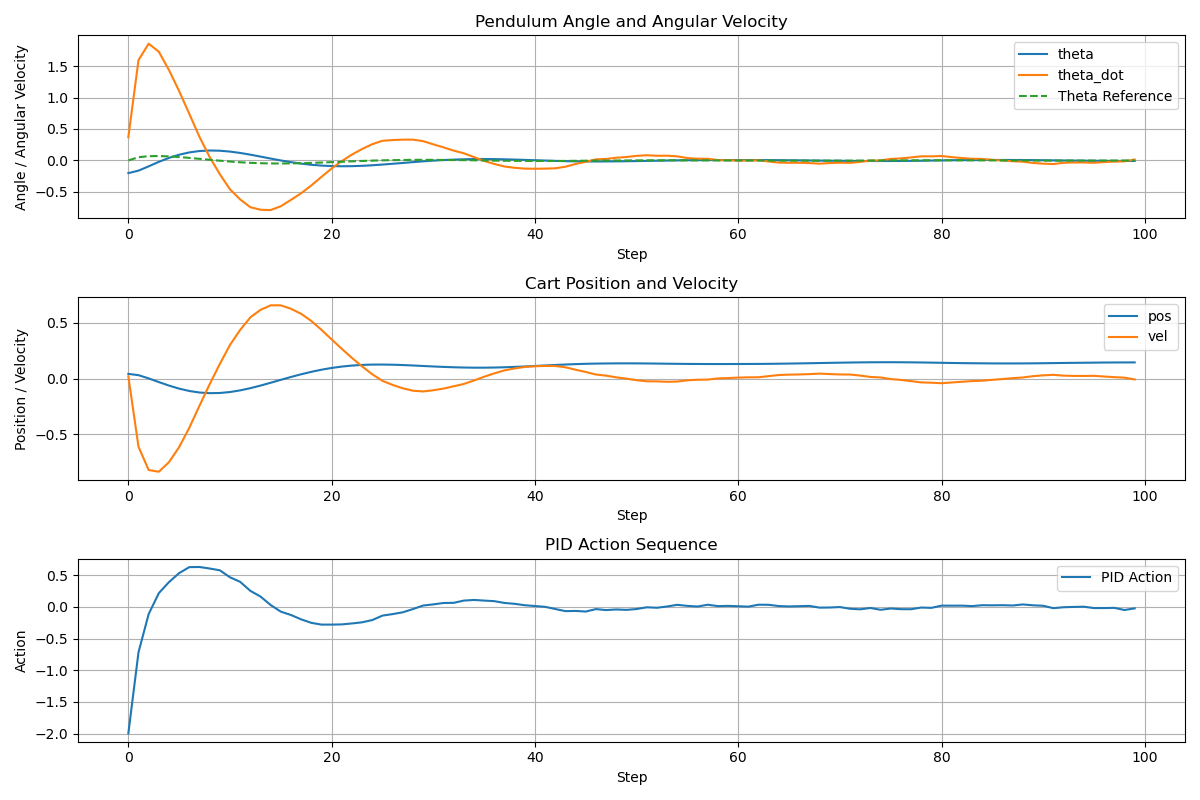 Pendulum Angle and Angular Velocity
Angle / Angular Velocity
1.5
1.0
0.5
0.0
−0.5
theta
theta_dot
Theta Reference
0 20 40 60 80 100
Step
Cart Position and Velocity
Position / Velocity
0.5
0.0
−0.5
pos
vel
0 20 40 60 80 100
Step
PID Action Sequence
Action
0.5
0.0
−0.5
−1.0
−1.5
−2.0
PID Action
0 20 40 60 80 100
Step